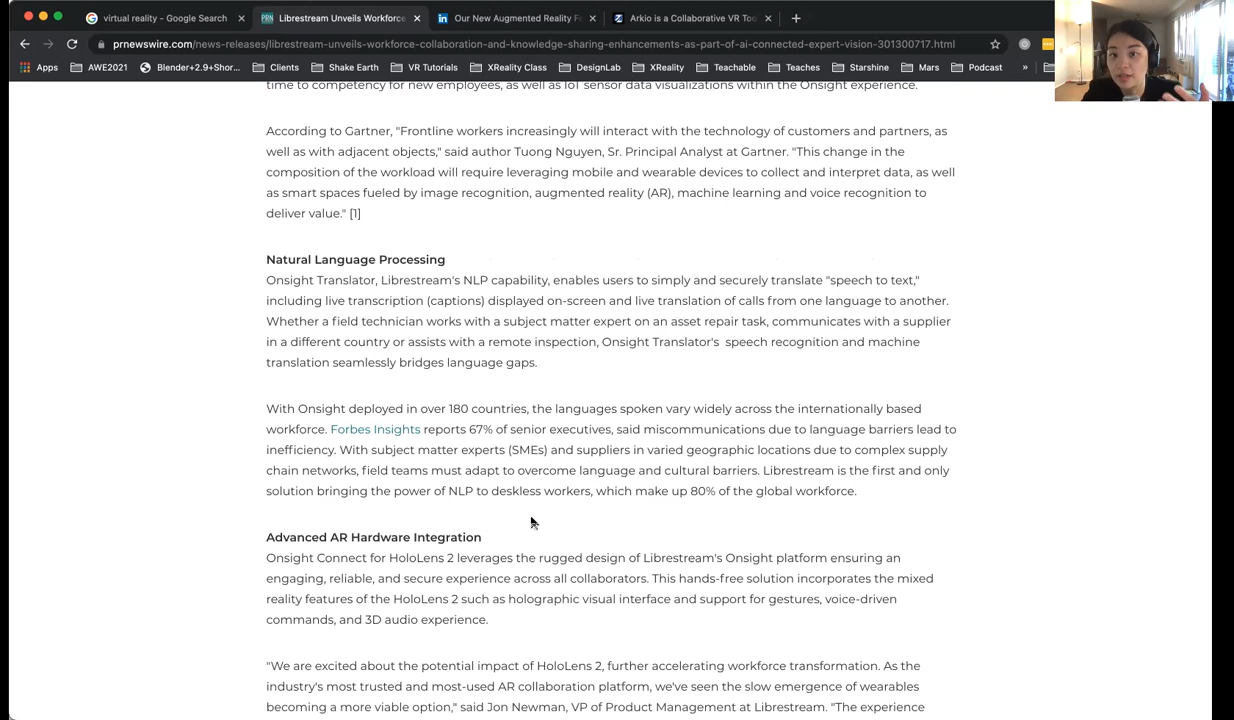 virtual reality - Google Search
Librestream Unveils Workforce
Our New Augmented Reality F
Arkio is a Collaborative VR Too
prnewswire.com/news-releases/librestream-unveils-workforce-collaboration-and-knowledge-sharing-enhancements-as-part-of-ai-connected-expert-vision-301300717.html
Apps AWE2021 Blender+2.9+Shor... Clients Shake Earth VR Tutorials XReality Class DesignLab XReality Teachable Teaches Starshine Mars Podcast »
time to competency for new employees, as well as IoT sensor data visualizations within the Onsight experience.
According to Gartner, "Frontline workers increasingly will interact with the technology of customers and partners, as
well as with adjacent objects," said author Tuong Nguyen, Sr. Principal Analyst at Gartner. "This change in the
composition of the workload will require leveraging mobile and wearable devices to collect and interpret data, as well
as smart spaces fueled by image recognition, augmented reality (AR), machine learning and voice recognition to
deliver value." [1]
Natural Language Processing
Onsight Translator, Librestream's NLP capability, enables users to simply and securely translate "speech to text,"
including live transcription (captions) displayed on-screen and live translation of calls from one language to another.
Whether a field technician works with a subject matter expert on an asset repair task, communicates with a supplier
in a different country or assists with a remote inspection, Onsight Translator's speech recognition and machine
translation seamlessly bridges language gaps.
With Onsight deployed in over 180 countries, the languages spoken vary widely across the internationally based
workforce. Forbes Insights reports 67% of senior executives, said miscommunications due to language barriers lead to
inefficiency. With subject matter experts (SMEs) and suppliers in varied geographic locations due to complex supply
chain networks, field teams must adapt to overcome language and cultural barriers. Librestream is the first and only
solution bringing the power of NLP to deskless workers, which make up 80% of the global workforce.
Advanced AR Hardware Integration
Onsight Connect for HoloLens 2 leverages the rugged design of Librestream's Onsight platform ensuring an
engaging, reliable, and secure experience across all collaborators. This hands-free solution incorporates the mixed
reality features of the HoloLens 2 such as holographic visual interface and support for gestures, voice-driven
commands, and 3D audio experience.
"We are excited about the potential impact of HoloLens 2, further accelerating workforce transformation. As the
industry's most trusted and most-used AR collaboration platform, we've seen the slow emergence of wearables
becoming a more viable option," said Jon Newman, VP of Product Management at Librestream. "The experience